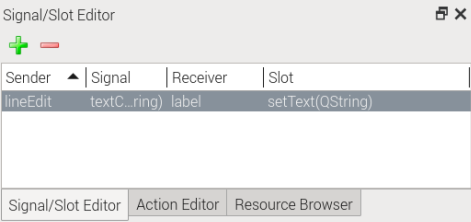 Signal/Slot Editor
Sender Signal Receiver Slot
lineEdit textC...ring) label setText(QString)
Signal/Slot Editor Action Editor Resource Browser